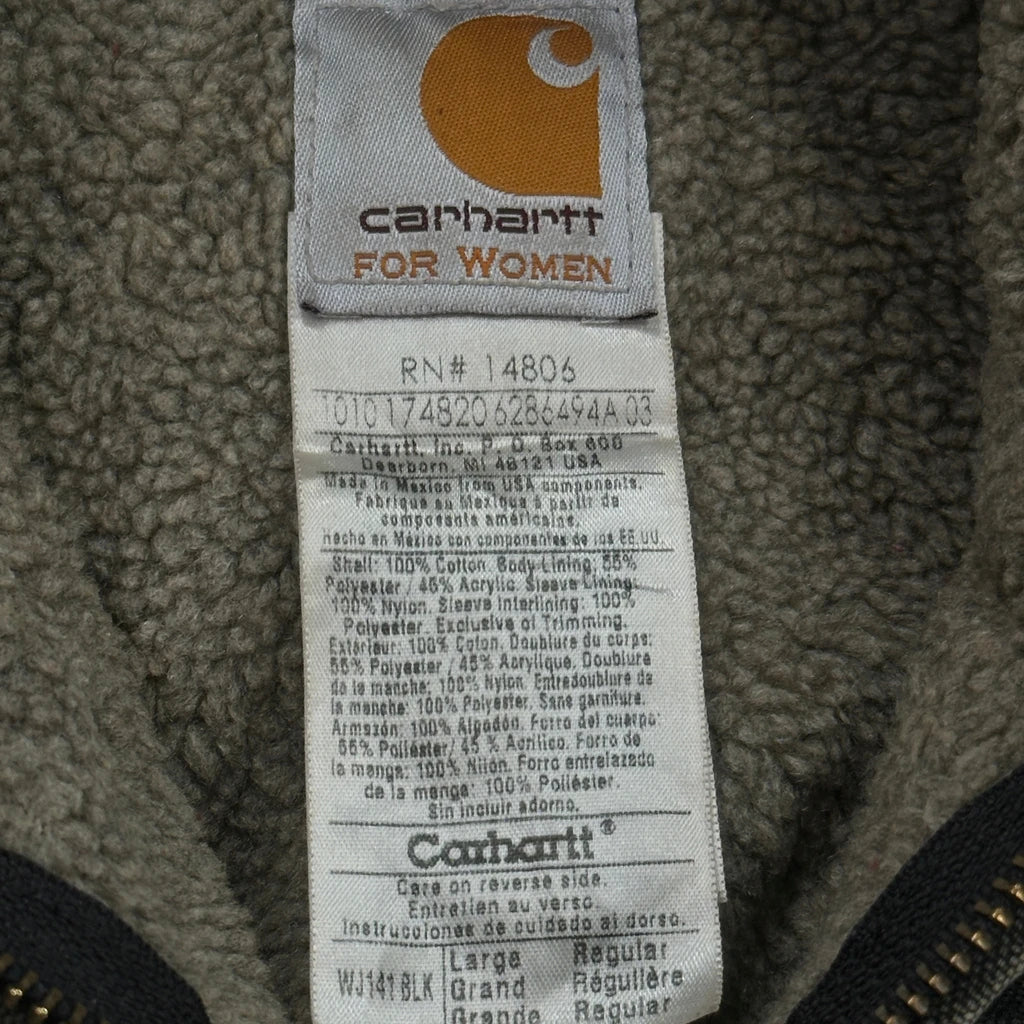 carhartt
FOR WOMEN
RN# 14806
1010174820 6286494A 03
Carhartt, Inc. P. O. Box 600
Dearborn, MI 48121 USA
Made in Mexico from USA components.
Fabrique en Mexique à partir de
composants américains.
Hecho en México con componentes de los EE.UU.
Shell: 100% Cotton. Body Lining: 55%
Polyester / 45% Acrylic. Sleeve Lining:
100% Nylon. Sleeve Interlining: 100%
Polyester. Exclusive of Trimming.
Extérieur: 100% Coton. Doublure du corps:
55% Polyester / 45% Acrylique. Doublure
de la manche: 100% Nylon. Entredoublure de
la manche: 100% Polyester. Sans garniture.
Armazón: 100% Algodón. Forro del cuerpo:
55% Poliéster/ 45 % Acrílico. Forro de
la manga: 100% Nilón. Forro entrelazado
de la manga: 100% Poliéster.
Sin incluir adorno.
Carhartt®
Care on reverse side.
Entretien au verso.
Instrucciones de cuidado al dorso.
WJ141 BLK
Large Regular
Grand Régulière
Grande Regular